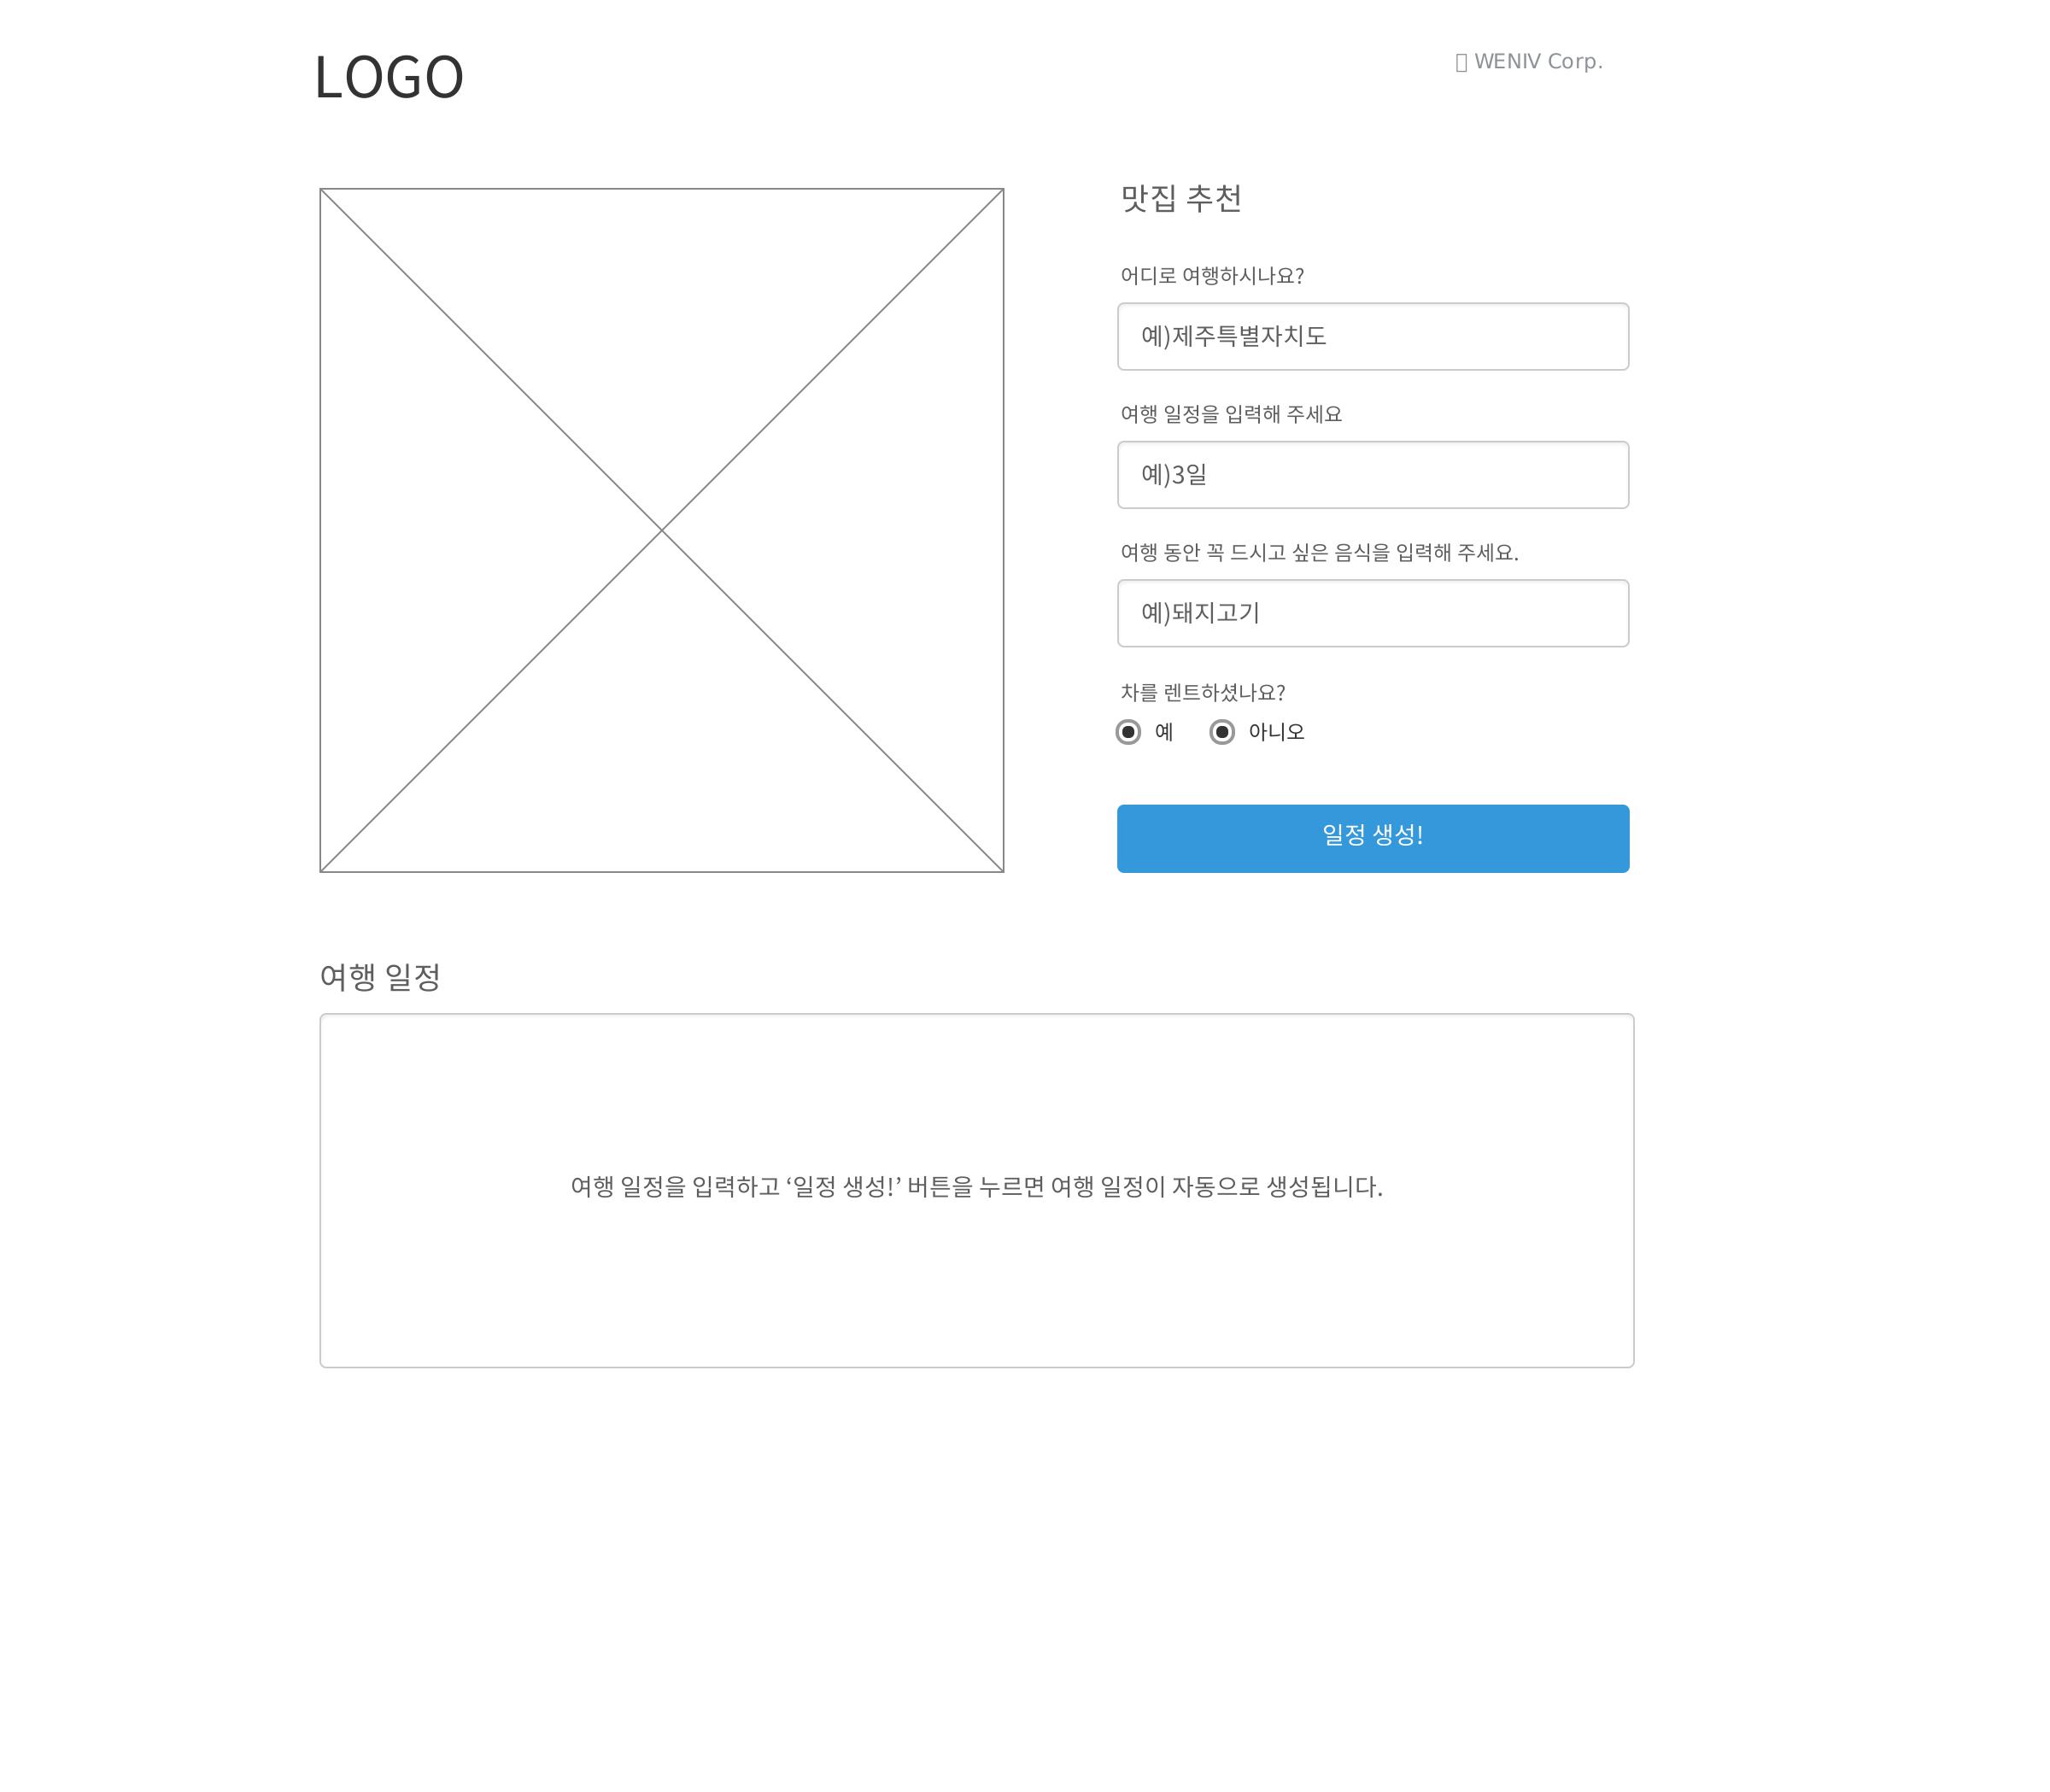 LOGO
WENIV Corp.
맛집 추천
어디로 여행하시나요?
예)제주특별자치도
여행 일정을 입력해 주세요
예)3일
여행 동안 꼭 드시고 싶은 음식을 입력해 주세요.
예)돼지고기
차를 렌트하셨나요?
예 아니오
일정 생성!
여행 일정
여행 일정을 입력하고 ‘일정 생성!’ 버튼을 누르면 여행 일정이 자동으로 생성됩니다.